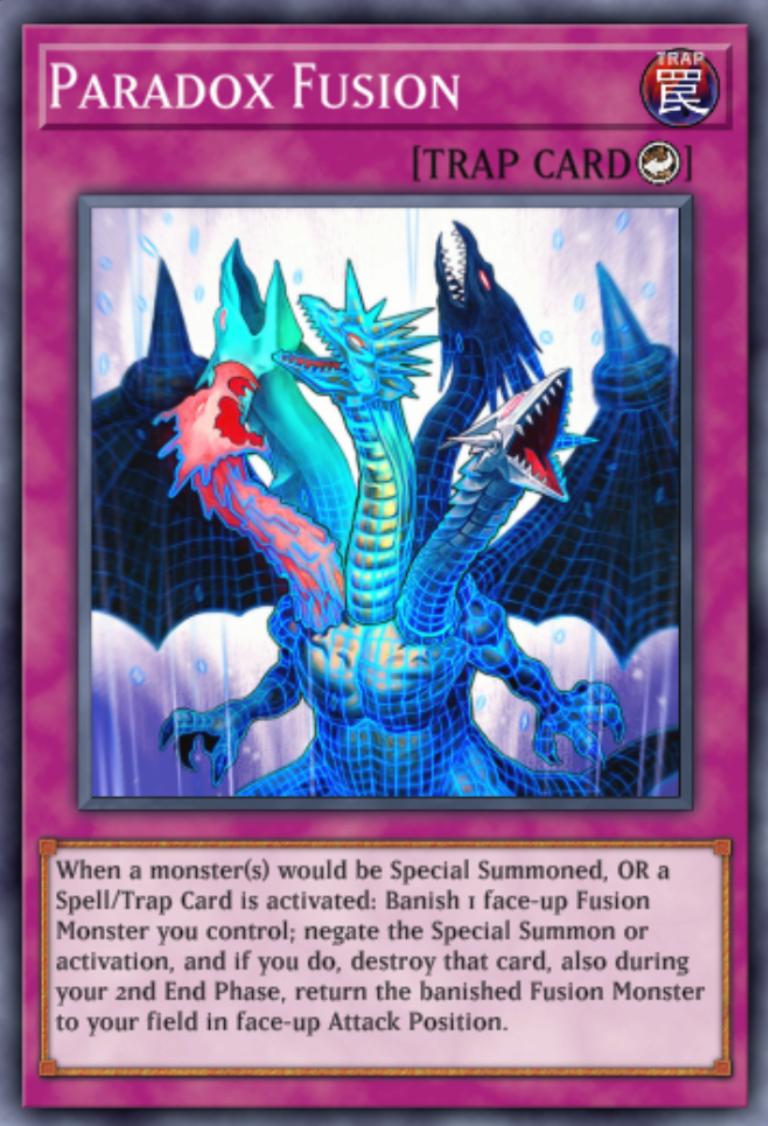 Paradox Fusion
TRAP
罠
[TRAP CARD]
When a monster(s) would be Special Summoned, OR a
Spell/Trap Card is activated: Banish 1 face-up Fusion
Monster you control; negate the Special Summon or
activation, and if you do, destroy that card, also during
your 2nd End Phase, return the banished Fusion Monster
to your field in face-up Attack Position.